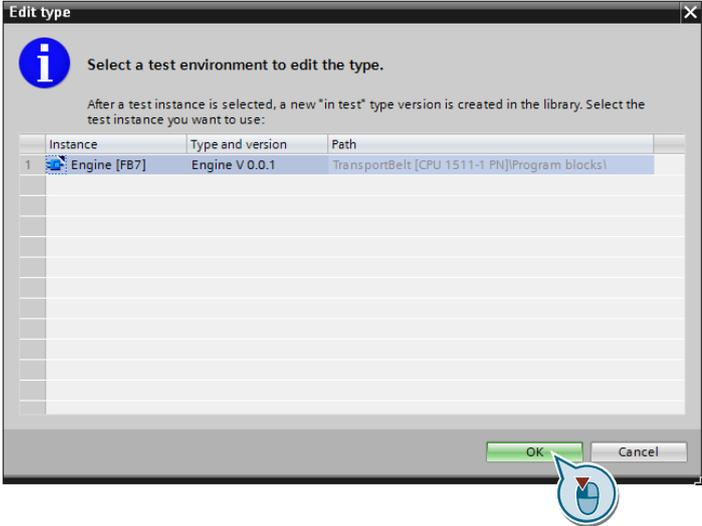 Edit type
Select a test environment to edit the type.
After a test instance is selected, a new "in test" type version is created in the library. Select the
test instance you want to use:
Instance Type and version Path
1 Engine [FB7] Engine V 0.0.1 TransportBelt [CPU 1511-1 PN]\Program blocks\
OK Cancel